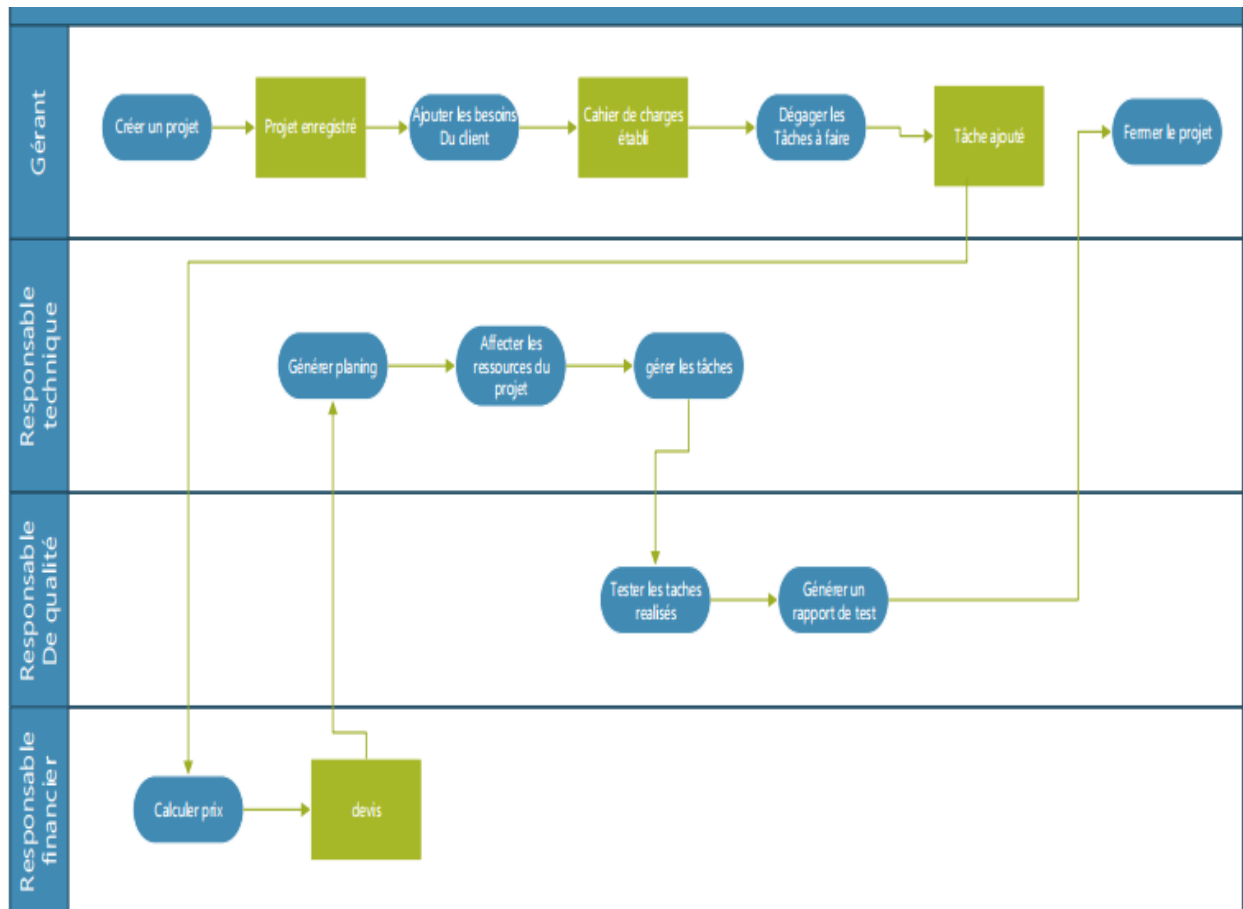 Gérant
Créer un projet
Projet enregistré
Ajouter les besoins
Du client
Cahier de charges
établi
Dégager les
Tâches à faire
Tâche ajouté
Fermer le projet
Responsable
technique
Générer planing
Affecter les
ressources du
projet
gérer les tâches
Responsable
De qualité
Tester les taches
realisés
Générer un
rapport de test
Responsable
financier
Calculer prix
devis